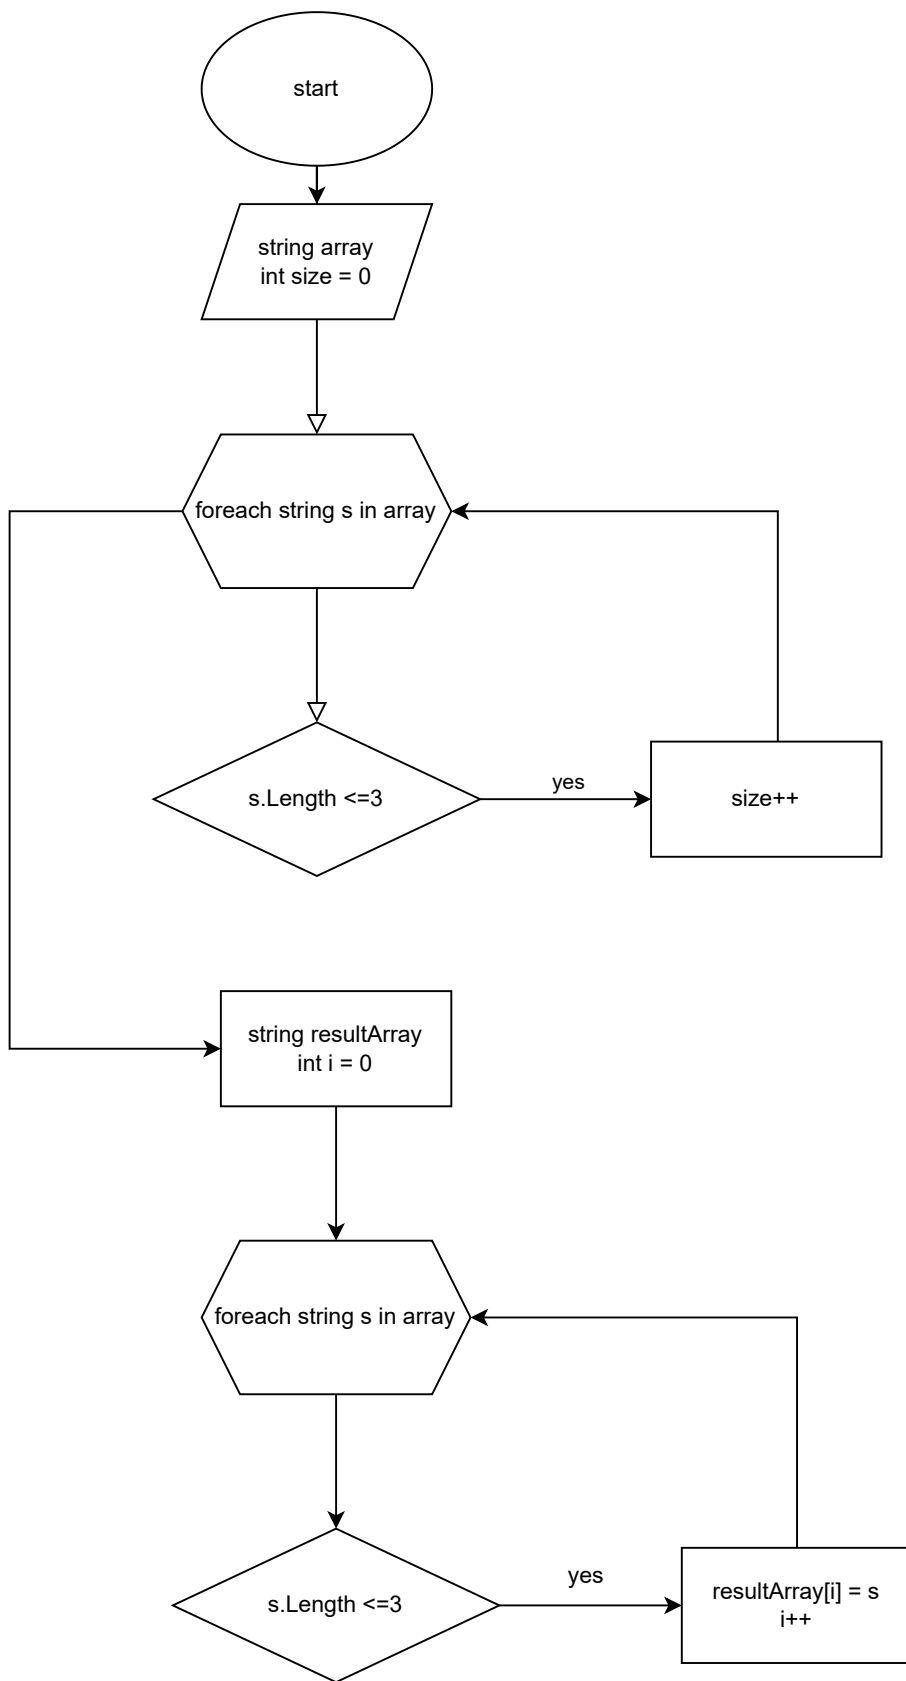 start
string array
int size = 0
foreach string s in array
s.Length <=3
yes
size++
string resultArray
int i = 0
foreach string s in array
s.Length <=3
yes
resultArray[i] = s
i++